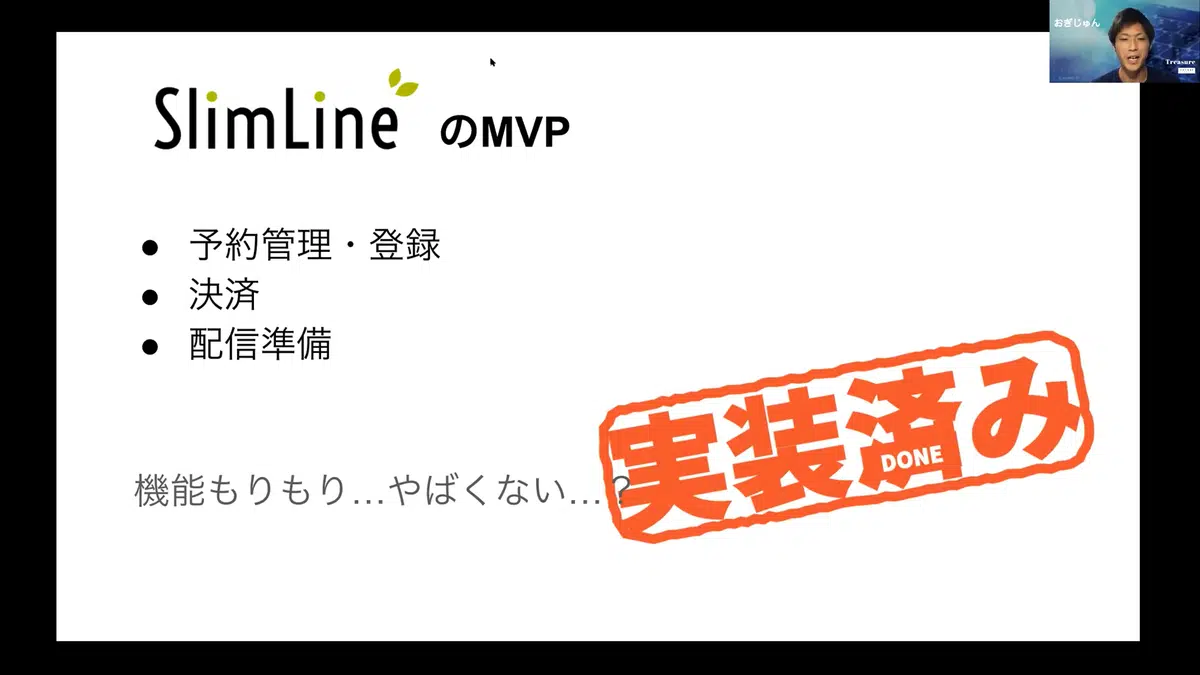 おぎじゅん
Treasure
SlimLine のMVP
● 予約管理・登録
● 決済
● 配信準備
実装済み
DONE
機能もりもり…やばくない…？